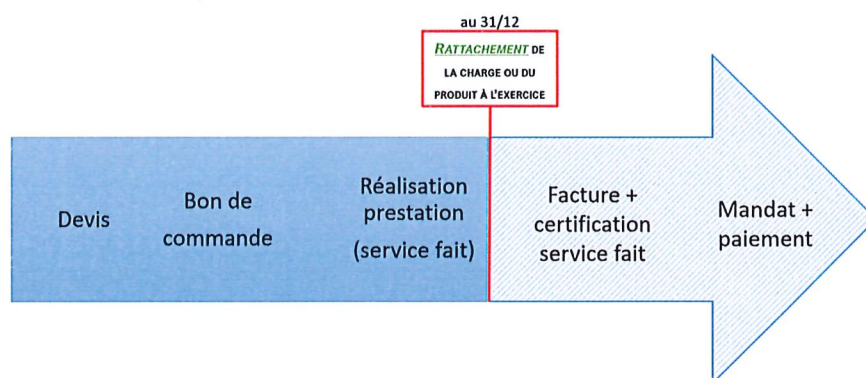 au 31/12
RATTACHEMENT DE
LA CHARGE OU DU
PRODUIT À L'EXERCICE
Devis
Bon de
commande
Réalisation
prestation
(service fait)
Facture +
certification
service fait
Mandat +
paiement